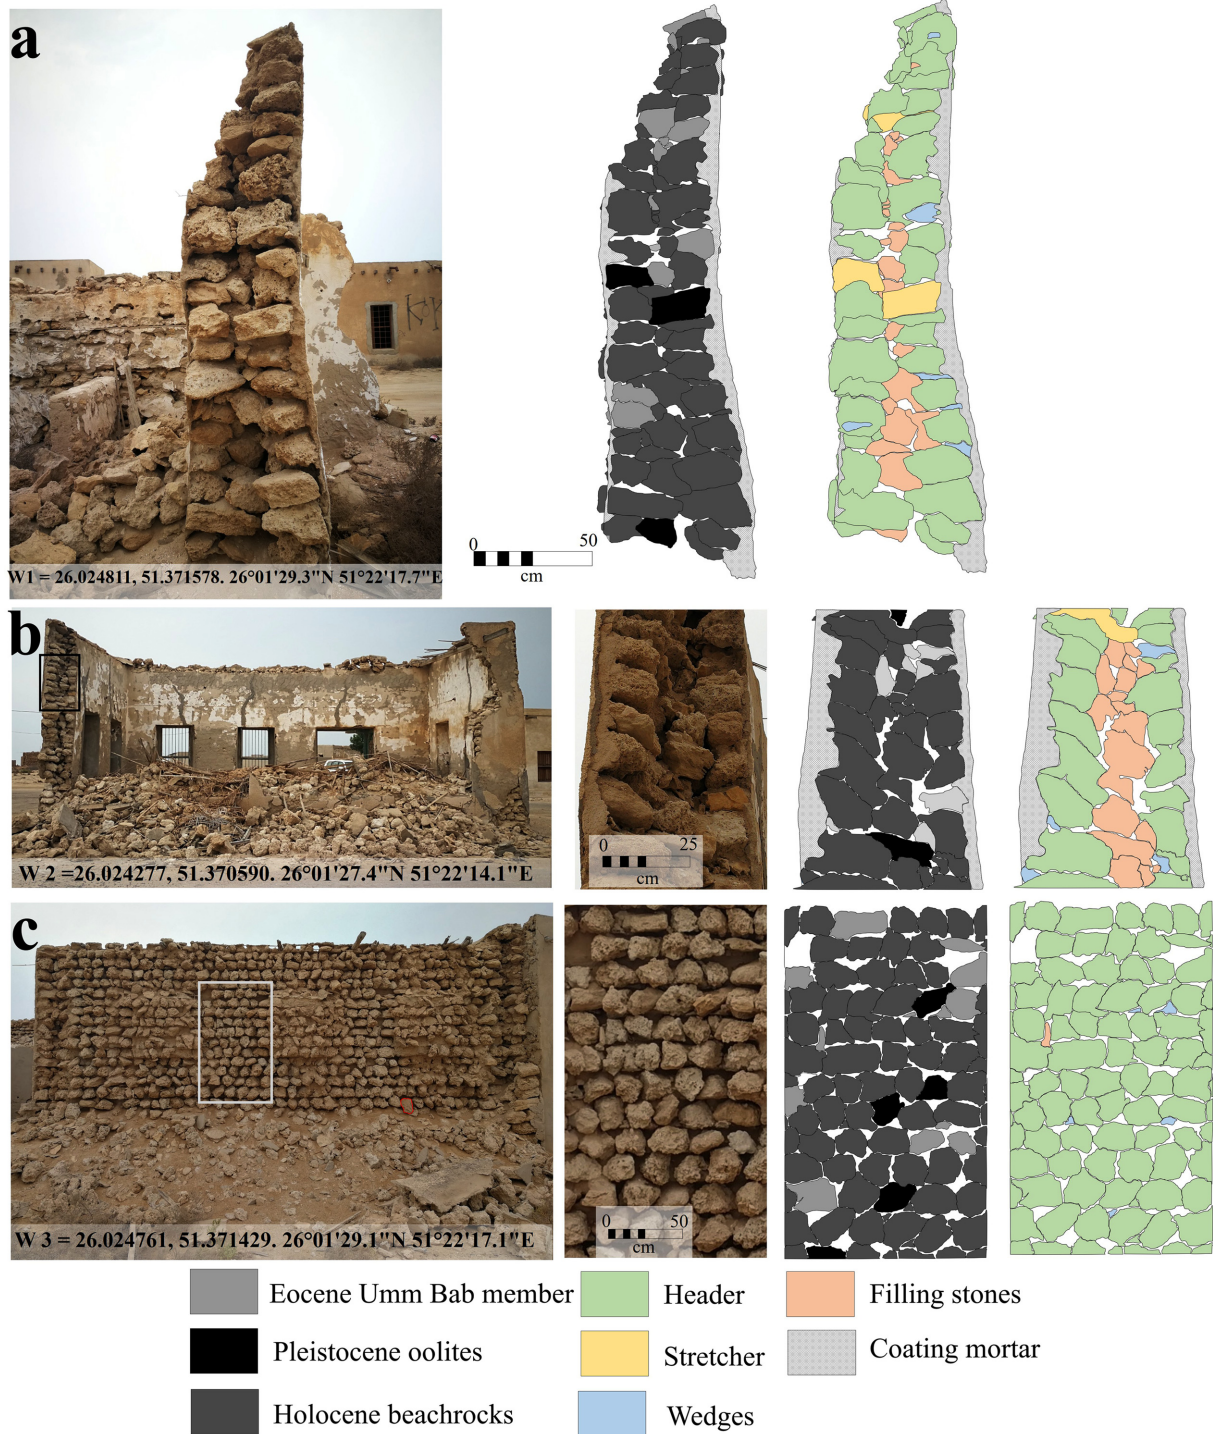 a
0 50
cm
W1 = 26.024811, 51.371578. 26°01'29.3"N 51°22'17.7"E
b
0 25
cm
W 2 =26.024277, 51.370590. 26°01'27.4"N 51°22'14.1"E
c
0 50
cm
W 3 = 26.024761, 51.371429. 26°01'29.1"N 51°22'17.1"E
Eocene Umm Bab member
Header
Filling stones
Pleistocene oolites
Stretcher
Coating mortar
Holocene beachrocks
Wedges